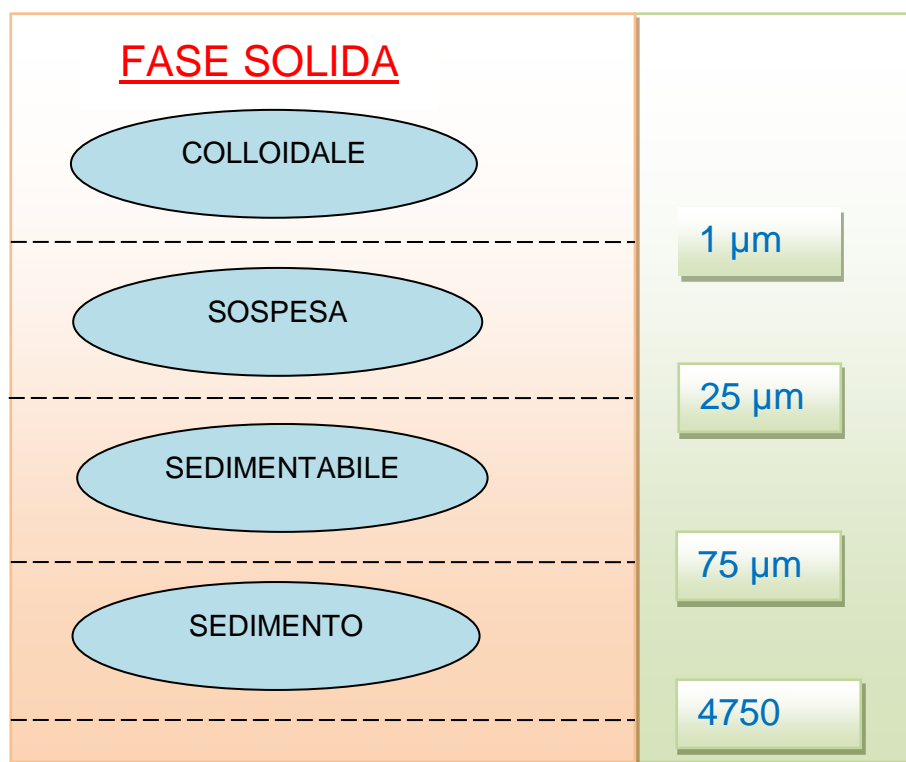 FASE SOLIDA
COLLOIDALE
1 µm
SOSPESA
25 µm
SEDIMENTABILE
75 µm
SEDIMENTO
4750